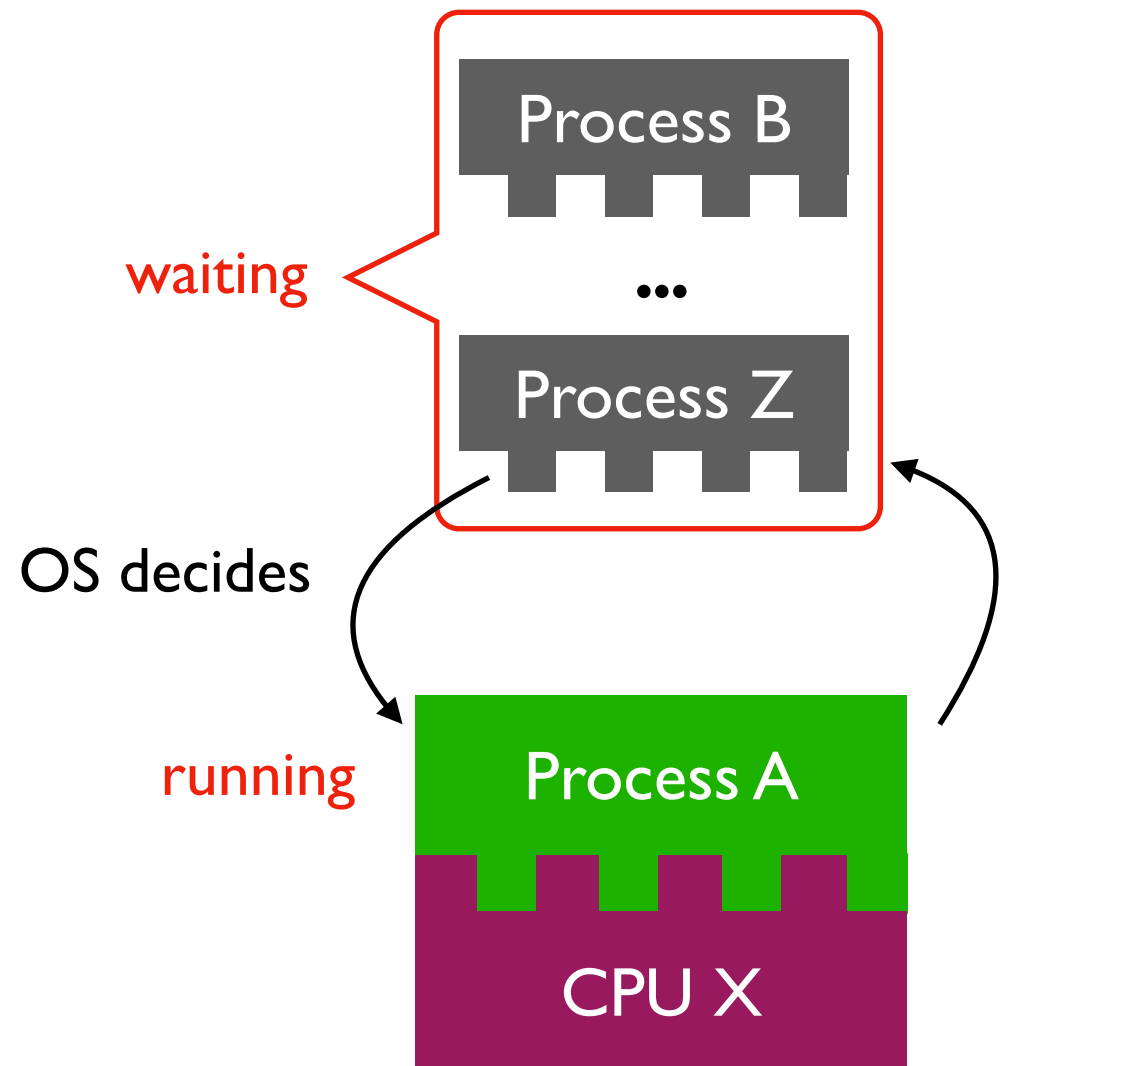 Process B
waiting
...
Process Z
OS decides
running
Process A
CPU X